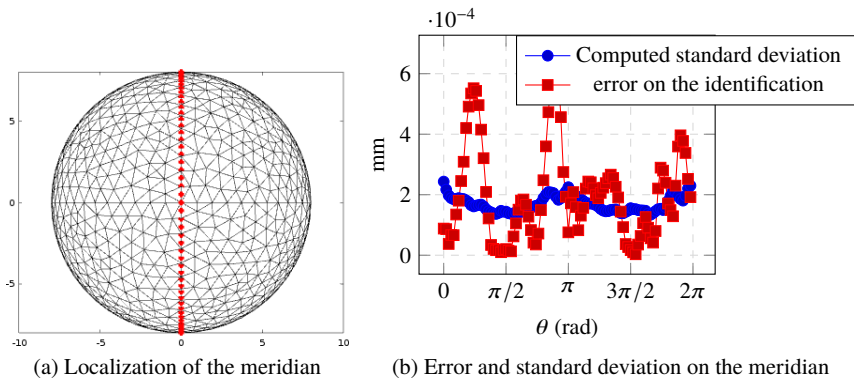 5
0
-5
-10
-5
0
5
10
(a) Localization of the meridian
·10⁻⁴
Computed standard deviation
error on the identification
6
4
2
0
mm
0
π/2
π
3π/2
2π
θ (rad)
(b) Error and standard deviation on the meridian